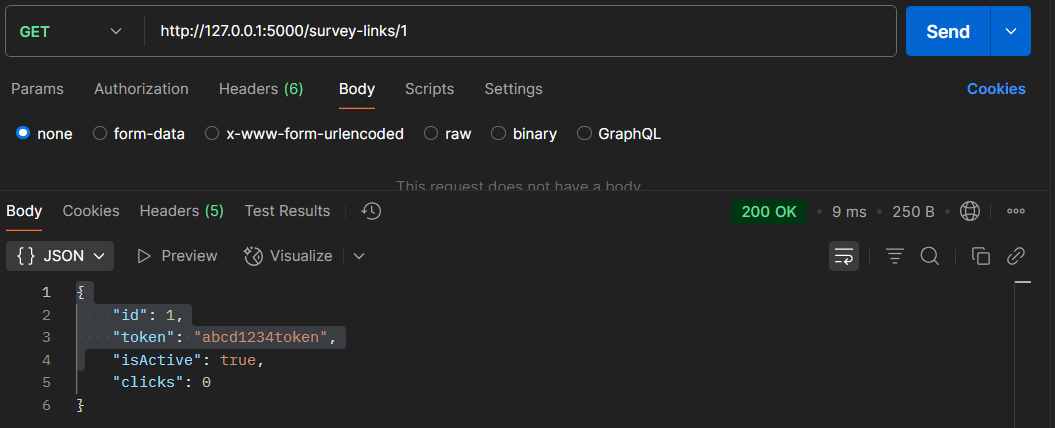 GET http://127.0.0.1:5000/survey-links/1 Send
Params Authorization Headers (6) Body Scripts Settings Cookies
none form-data x-www-form-urlencoded raw binary GraphQL
This request does not have a body
Body Cookies Headers (5) Test Results 200 OK • 9 ms • 250 B •
{} JSON Preview Visualize
1 {
2 "id": 1,
3 "token": "abcd1234token",
4 "isActive": true,
5 "clicks": 0
6 }